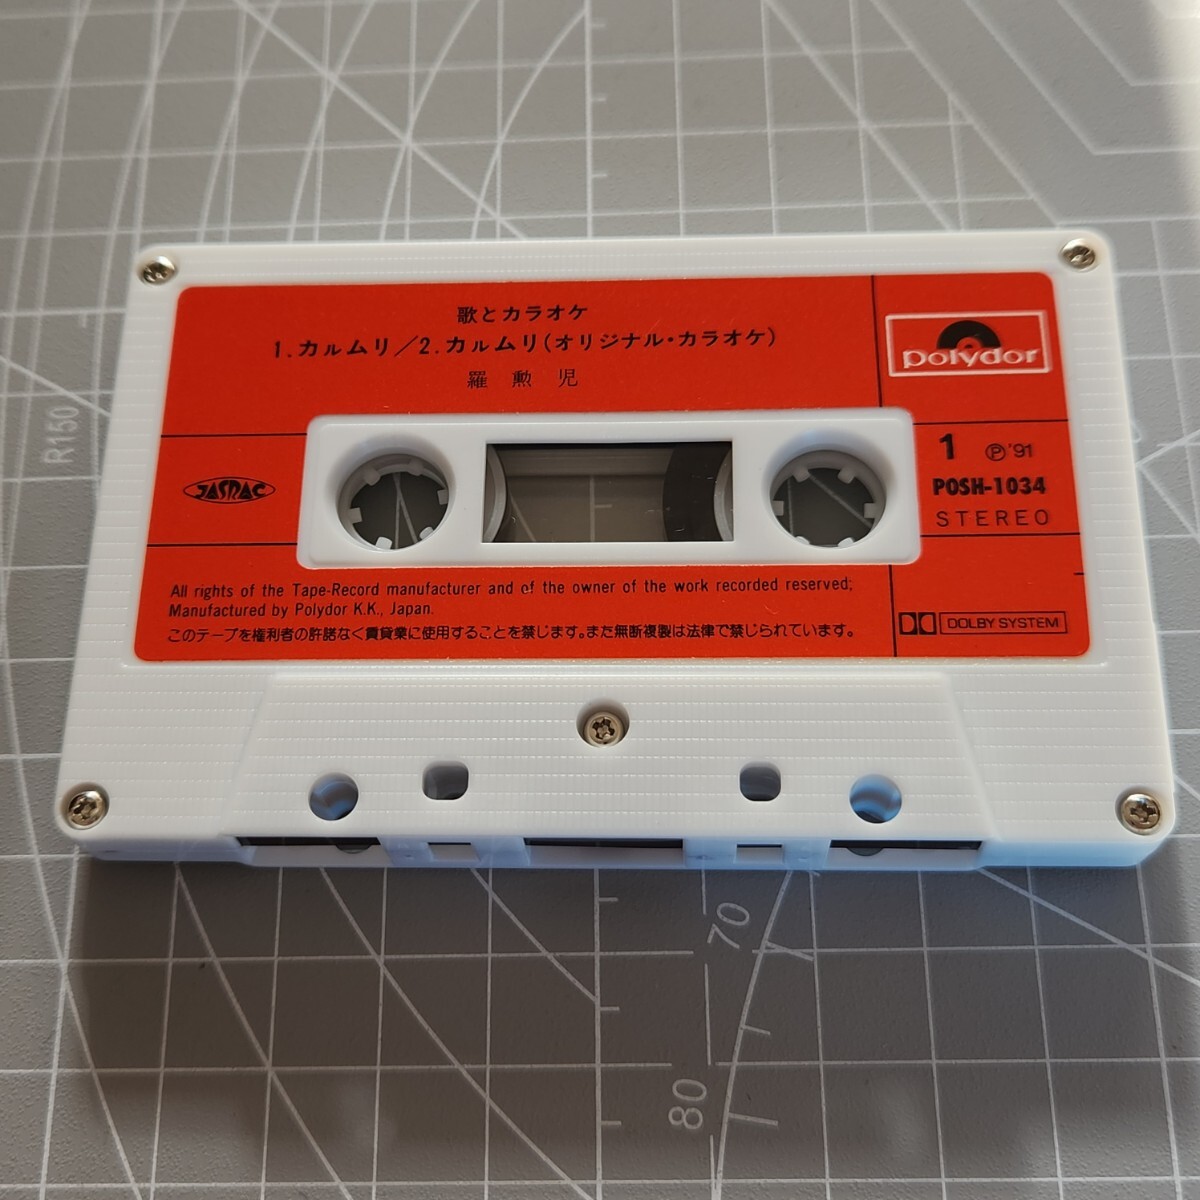 歌とカラオケ
1.カルムリ／2.カルムリ(オリジナル・カラオケ)
羅 勲 児
polydor
JASRAC
1 Ⓟ'91
POSH-1034
STEREO
All rights of the Tape-Record manufacturer and of the owner of the work recorded reserved;
Manufactured by Polydor K.K., Japan.
このテープを権利者の許諾なく賃貸業に使用することを禁じます。また無断複製は法律で禁じられています。
DOLBY SYSTEM
R150
70
80